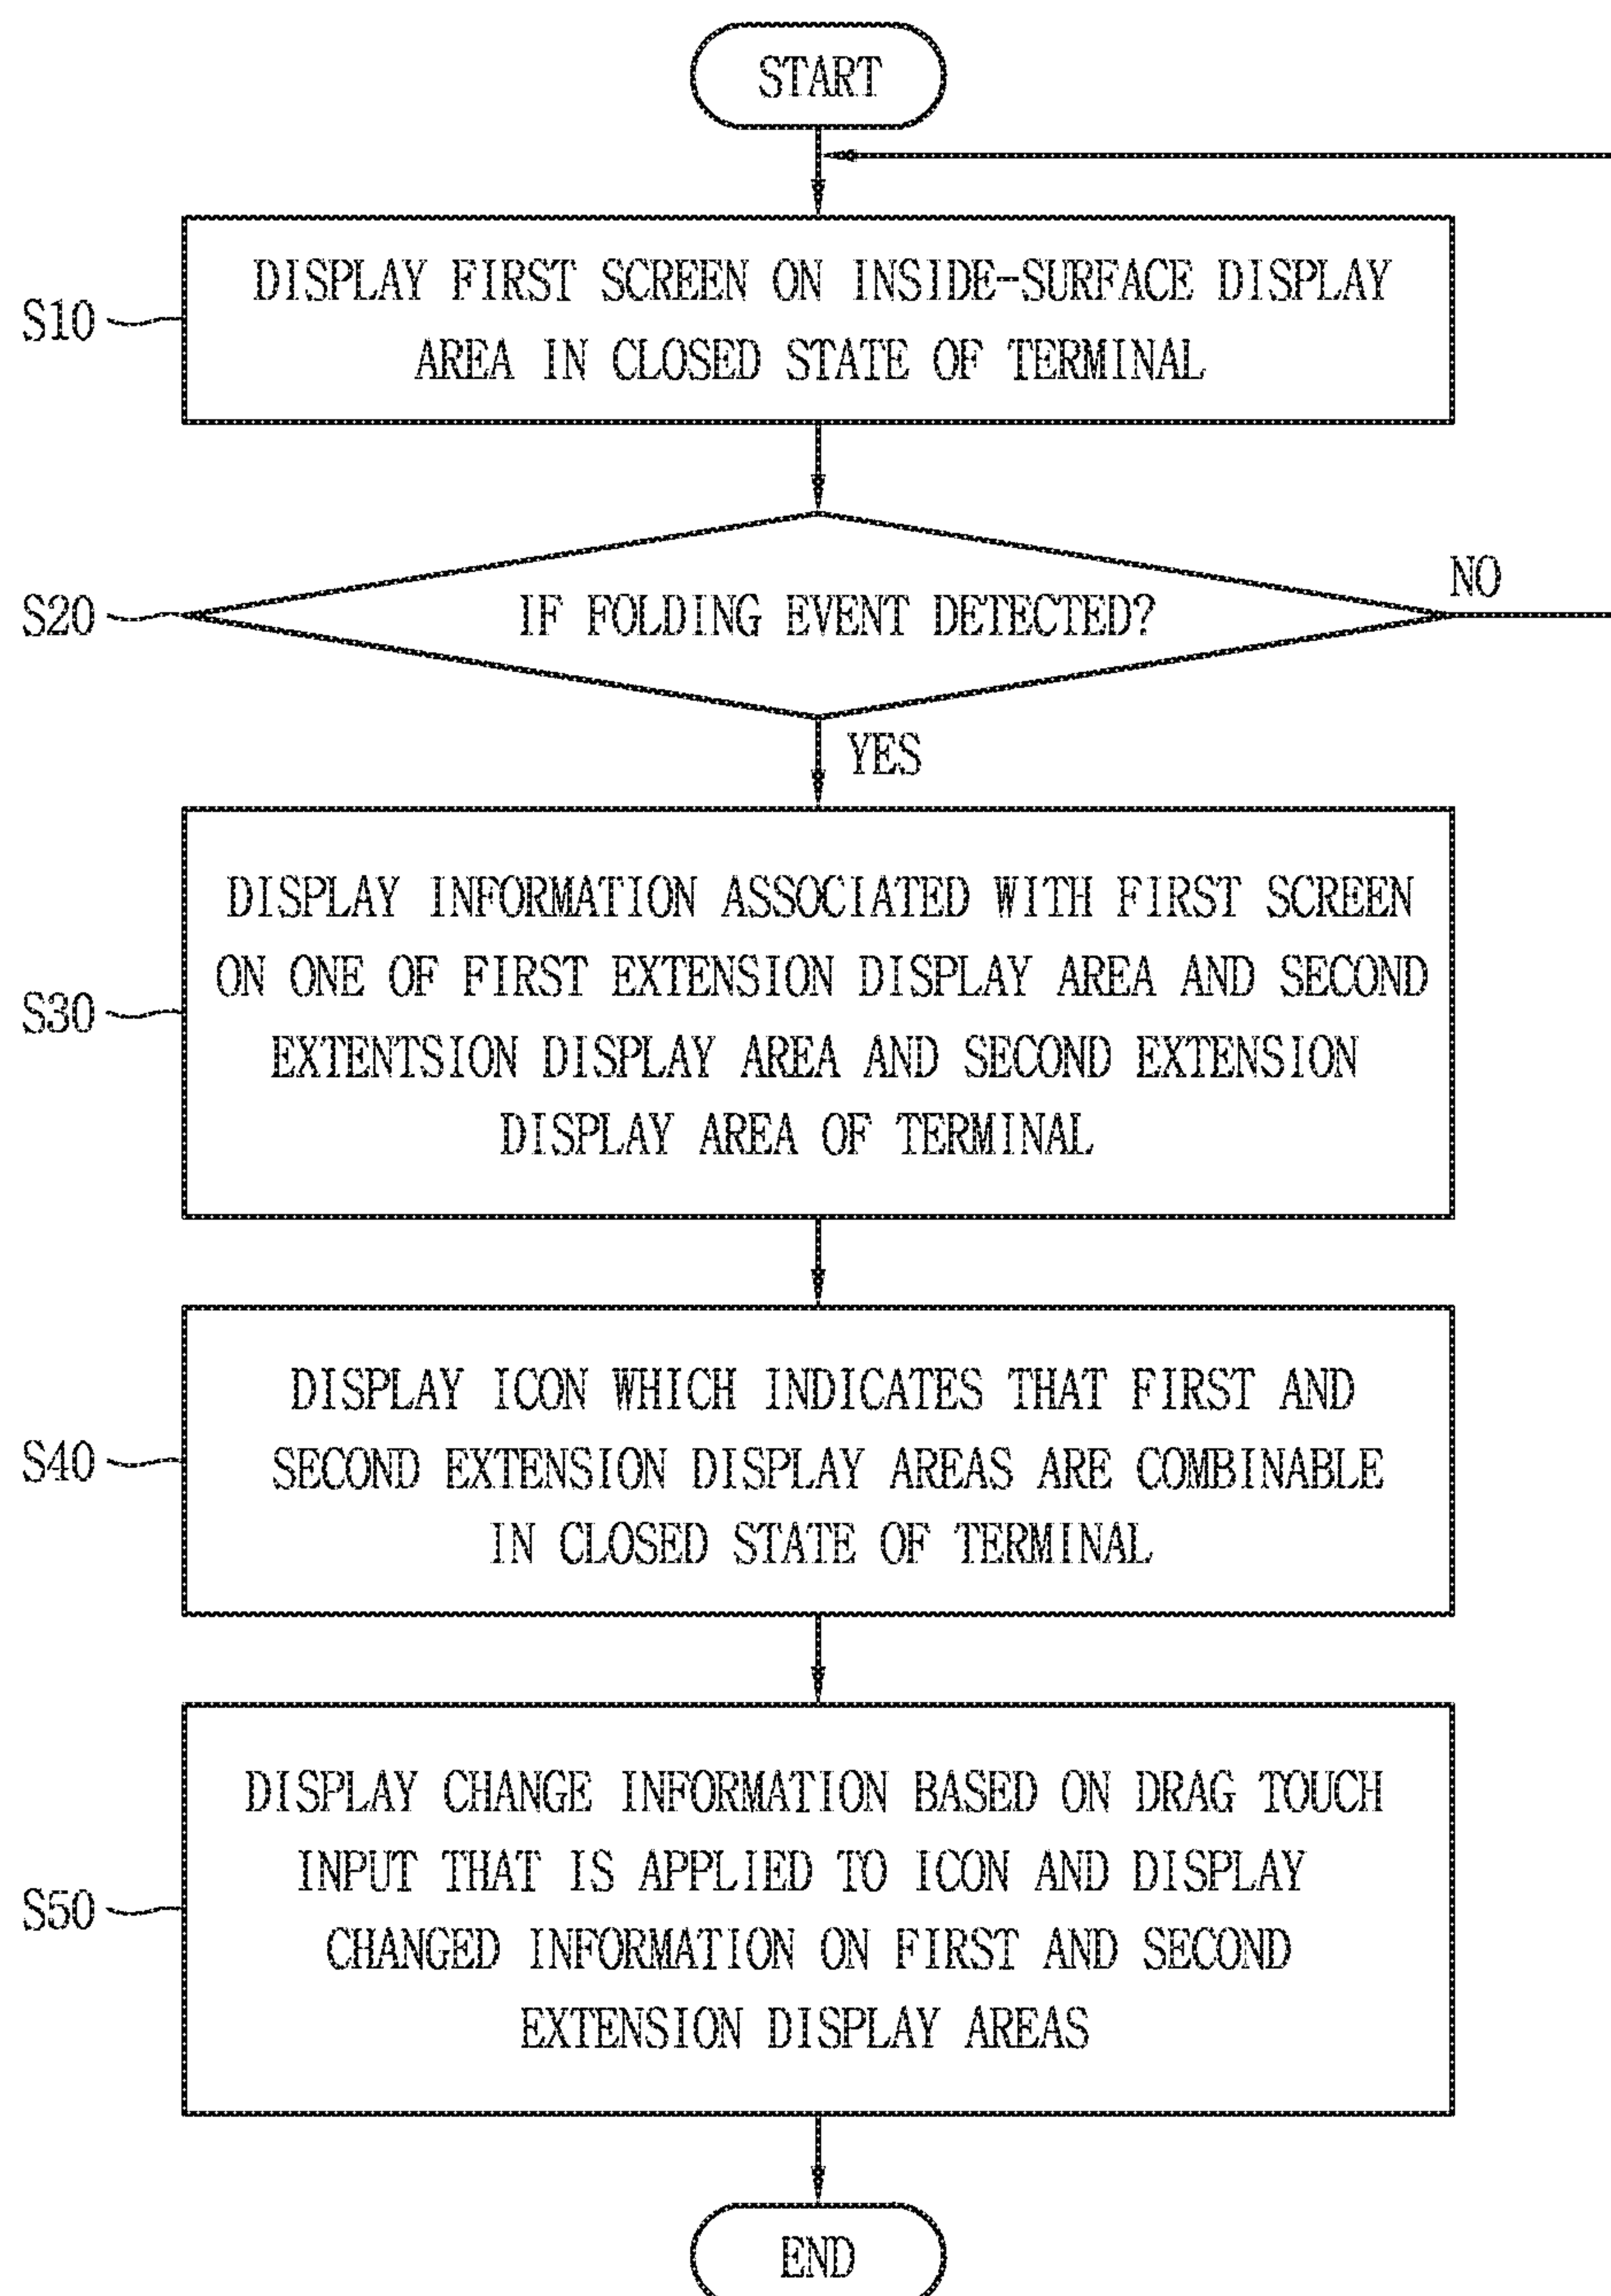 START
S10
DISPLAY FIRST SCREEN ON INSIDE-SURFACE DISPLAY
AREA IN CLOSED STATE OF TERMINAL
S20
IF FOLDING EVENT DETECTED?
NO
YES
S30
DISPLAY INFORMATION ASSOCIATED WITH FIRST SCREEN
ON ONE OF FIRST EXTENSION DISPLAY AREA AND SECOND
EXTENTSION DISPLAY AREA AND SECOND EXTENSION
DISPLAY AREA OF TERMINAL
S40
DISPLAY ICON WHICH INDICATES THAT FIRST AND
SECOND EXTENSION DISPLAY AREAS ARE COMBINABLE
IN CLOSED STATE OF TERMINAL
S50
DISPLAY CHANGE INFORMATION BASED ON DRAG TOUCH
INPUT THAT IS APPLIED TO ICON AND DISPLAY
CHANGED INFORMATION ON FIRST AND SECOND
EXTENSION DISPLAY AREAS
END